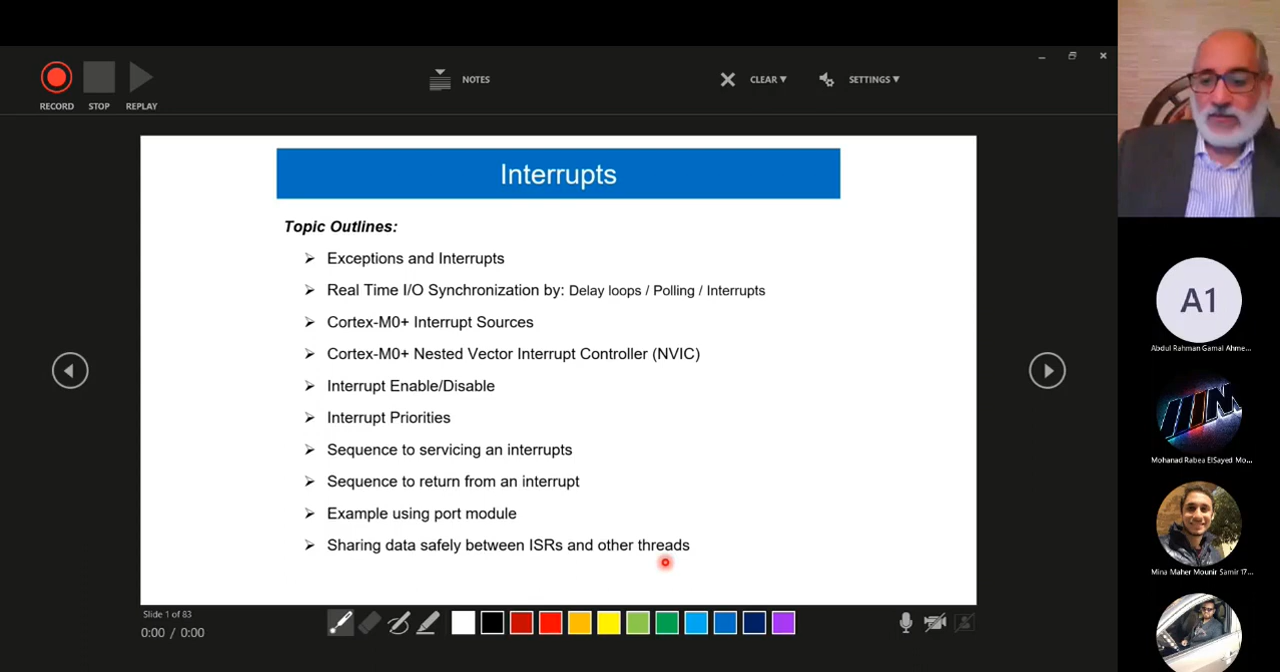 RECORD STOP REPLAY
NOTES
CLEAR
SETTINGS
Interrupts
Topic Outlines:
Exceptions and Interrupts
Real Time I/O Synchronization by: Delay loops / Polling / Interrupts
Cortex-M0+ Interrupt Sources
Cortex-M0+ Nested Vector Interrupt Controller (NVIC)
Interrupt Enable/Disable
Interrupt Priorities
Sequence to servicing an interrupts
Sequence to return from an interrupt
Example using port module
Sharing data safely between ISRs and other threads
Slide 1 of 83
0:00 / 0:00
A1
Abdul Rahman Gamal Ahme...
Mohanad Rabea ElSayed Mo...
Mina Maher Mounir Samir 17...